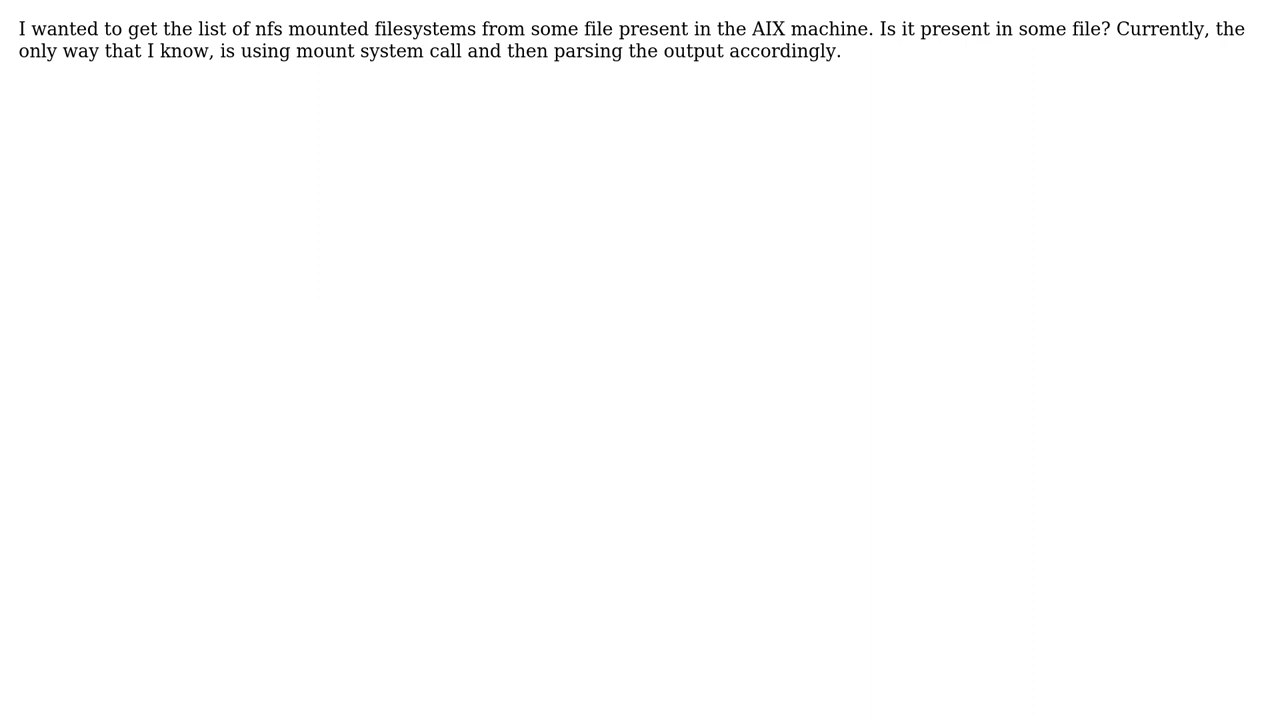 I wanted to get the list of nfs mounted filesystems from some file present in the AIX machine. Is it present in some file? Currently, the
only way that I know, is using mount system call and then parsing the output accordingly.